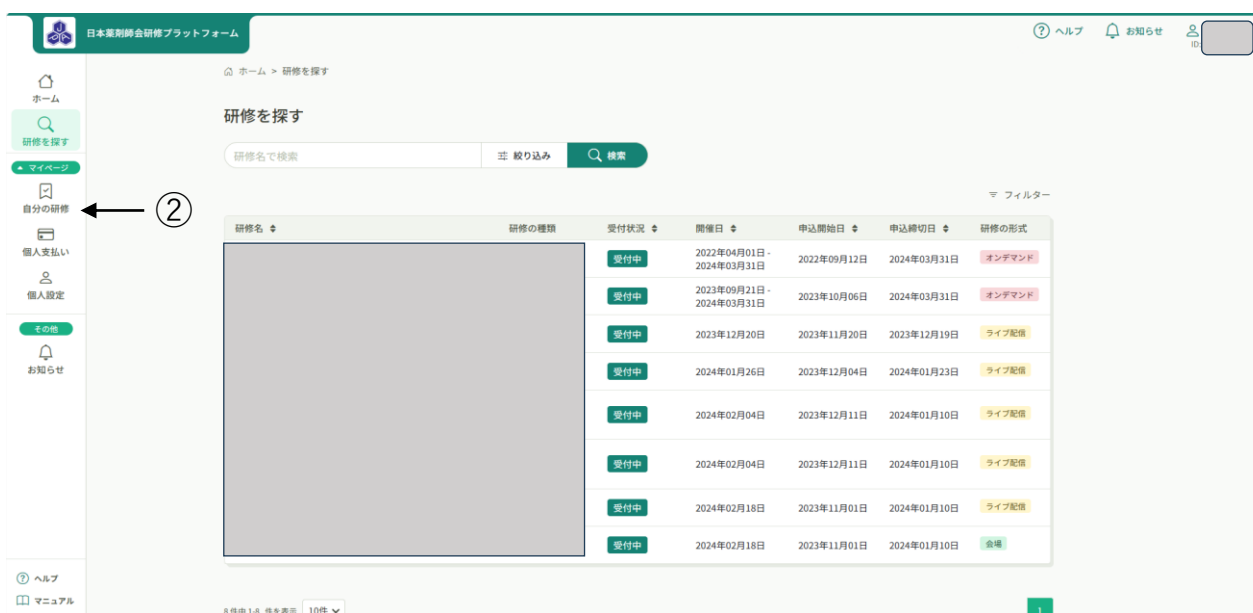 日本薬剤師会研修プラットフォーム
ヘルプ
お知らせ
ID:
ホーム
研修を探す
マイページ
自分の研修
個人支払い
個人設定
その他
お知らせ
ヘルプ
マニュアル
②
ホーム > 研修を探す
研修を探す
研修名で検索 絞り込み 検索
フィルター
研修名 研修の種類 受付状況 開催日 申込開始日 申込締切日 研修の形式
受付中 2022年04月01日 - 2024年03月31日 2022年09月12日 2024年03月31日 オンデマンド
受付中 2023年09月21日 - 2024年03月31日 2023年10月06日 2024年03月31日 オンデマンド
受付中 2023年12月20日 2023年11月20日 2023年12月19日 ライブ配信
受付中 2024年01月26日 2023年12月04日 2024年01月23日 ライブ配信
受付中 2024年02月04日 2023年12月11日 2024年01月10日 ライブ配信
受付中 2024年02月04日 2023年12月11日 2024年01月10日 ライブ配信
受付中 2024年02月18日 2023年11月01日 2024年01月10日 ライブ配信
受付中 2024年02月18日 2023年11月01日 2024年01月10日 会場
8 件中 1-8 件を表示 10件 1